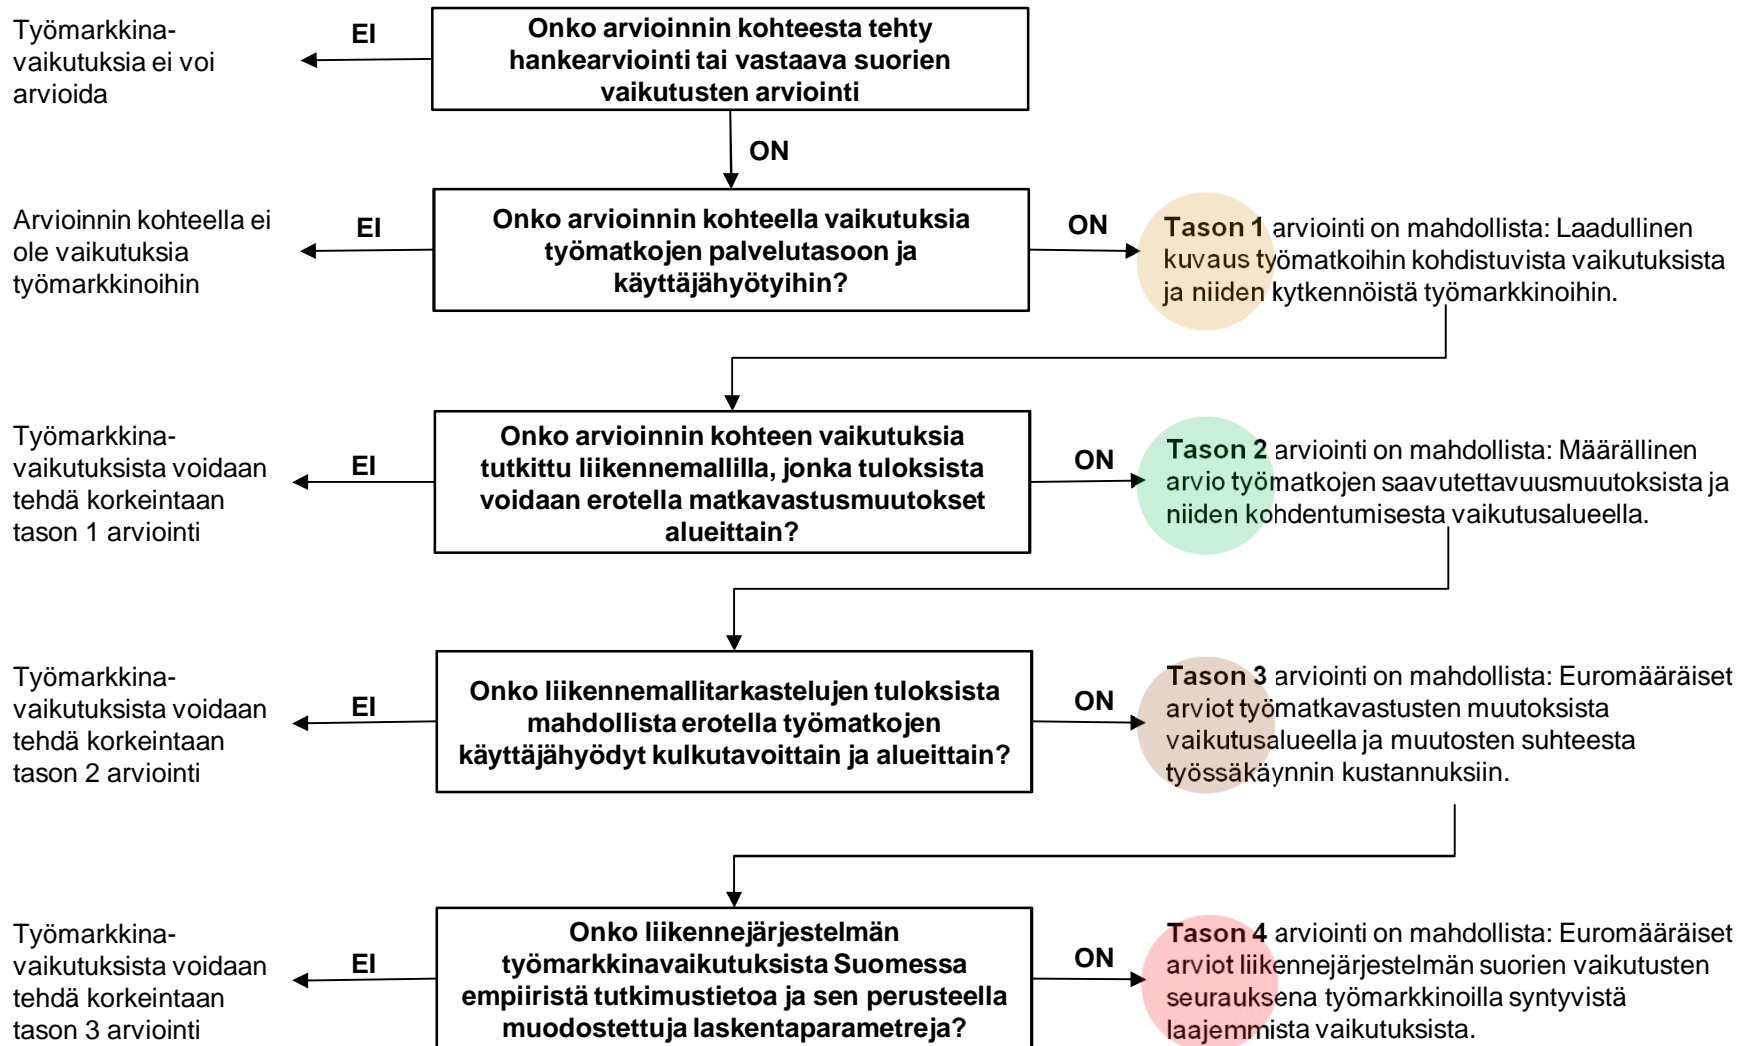 Työmarkkina-
vaikutuksia ei voi
arvioida
EI
Onko arvioinnin kohteesta tehty
hankearviointi tai vastaava suorien
vaikutusten arviointi
ON
Arvioinnin kohteella ei
ole vaikutuksia
työmarkkinoihin
EI
Onko arvioinnin kohteella vaikutuksia
työmatkojen palvelutasoon ja
käyttäjähyötyihin?
ON
Tason 1 arviointi on mahdollista: Laadullinen
kuvaus työmatkoihin kohdistuvista vaikutuksista
ja niiden kytkennöistä työmarkkinoihin.
Työmarkkina-
vaikutuksista voidaan
tehdä korkeintaan
tason 1 arviointi
EI
Onko arvioinnin kohteen vaikutuksia
tutkittu liikennemallilla, jonka tuloksista
voidaan erotella matkavastusmuutokset
alueittain?
ON
Tason 2 arviointi on mahdollista: Määrällinen
arvio työmatkojen saavutettavuusmuutoksista ja
niiden kohdentumisesta vaikutusalueella.
Työmarkkina-
vaikutuksista voidaan
tehdä korkeintaan
tason 2 arviointi
EI
Onko liikennemallitarkastelujen tuloksista
mahdollista erotella työmatkojen
käyttäjähyödyt kulkutavoittain ja alueittain?
ON
Tason 3 arviointi on mahdollista: Euromääräiset
arviot työmatkavastusten muutoksista
vaikutusalueella ja muutosten suhteesta
työssäkäynnin kustannuksiin.
Työmarkkina-
vaikutuksista voidaan
tehdä korkeintaan
tason 3 arviointi
EI
Onko liikennejärjestelmän
työmarkkinavaikutuksista Suomessa
empiiristä tutkimustietoa ja sen perusteella
muodostettuja laskentaparametreja?
ON
Tason 4 arviointi on mahdollista: Euromääräiset
arviot liikennejärjestelmän suorien vaikutusten
seurauksena työmarkkinoilla syntyvistä
laajemmista vaikutuksista.